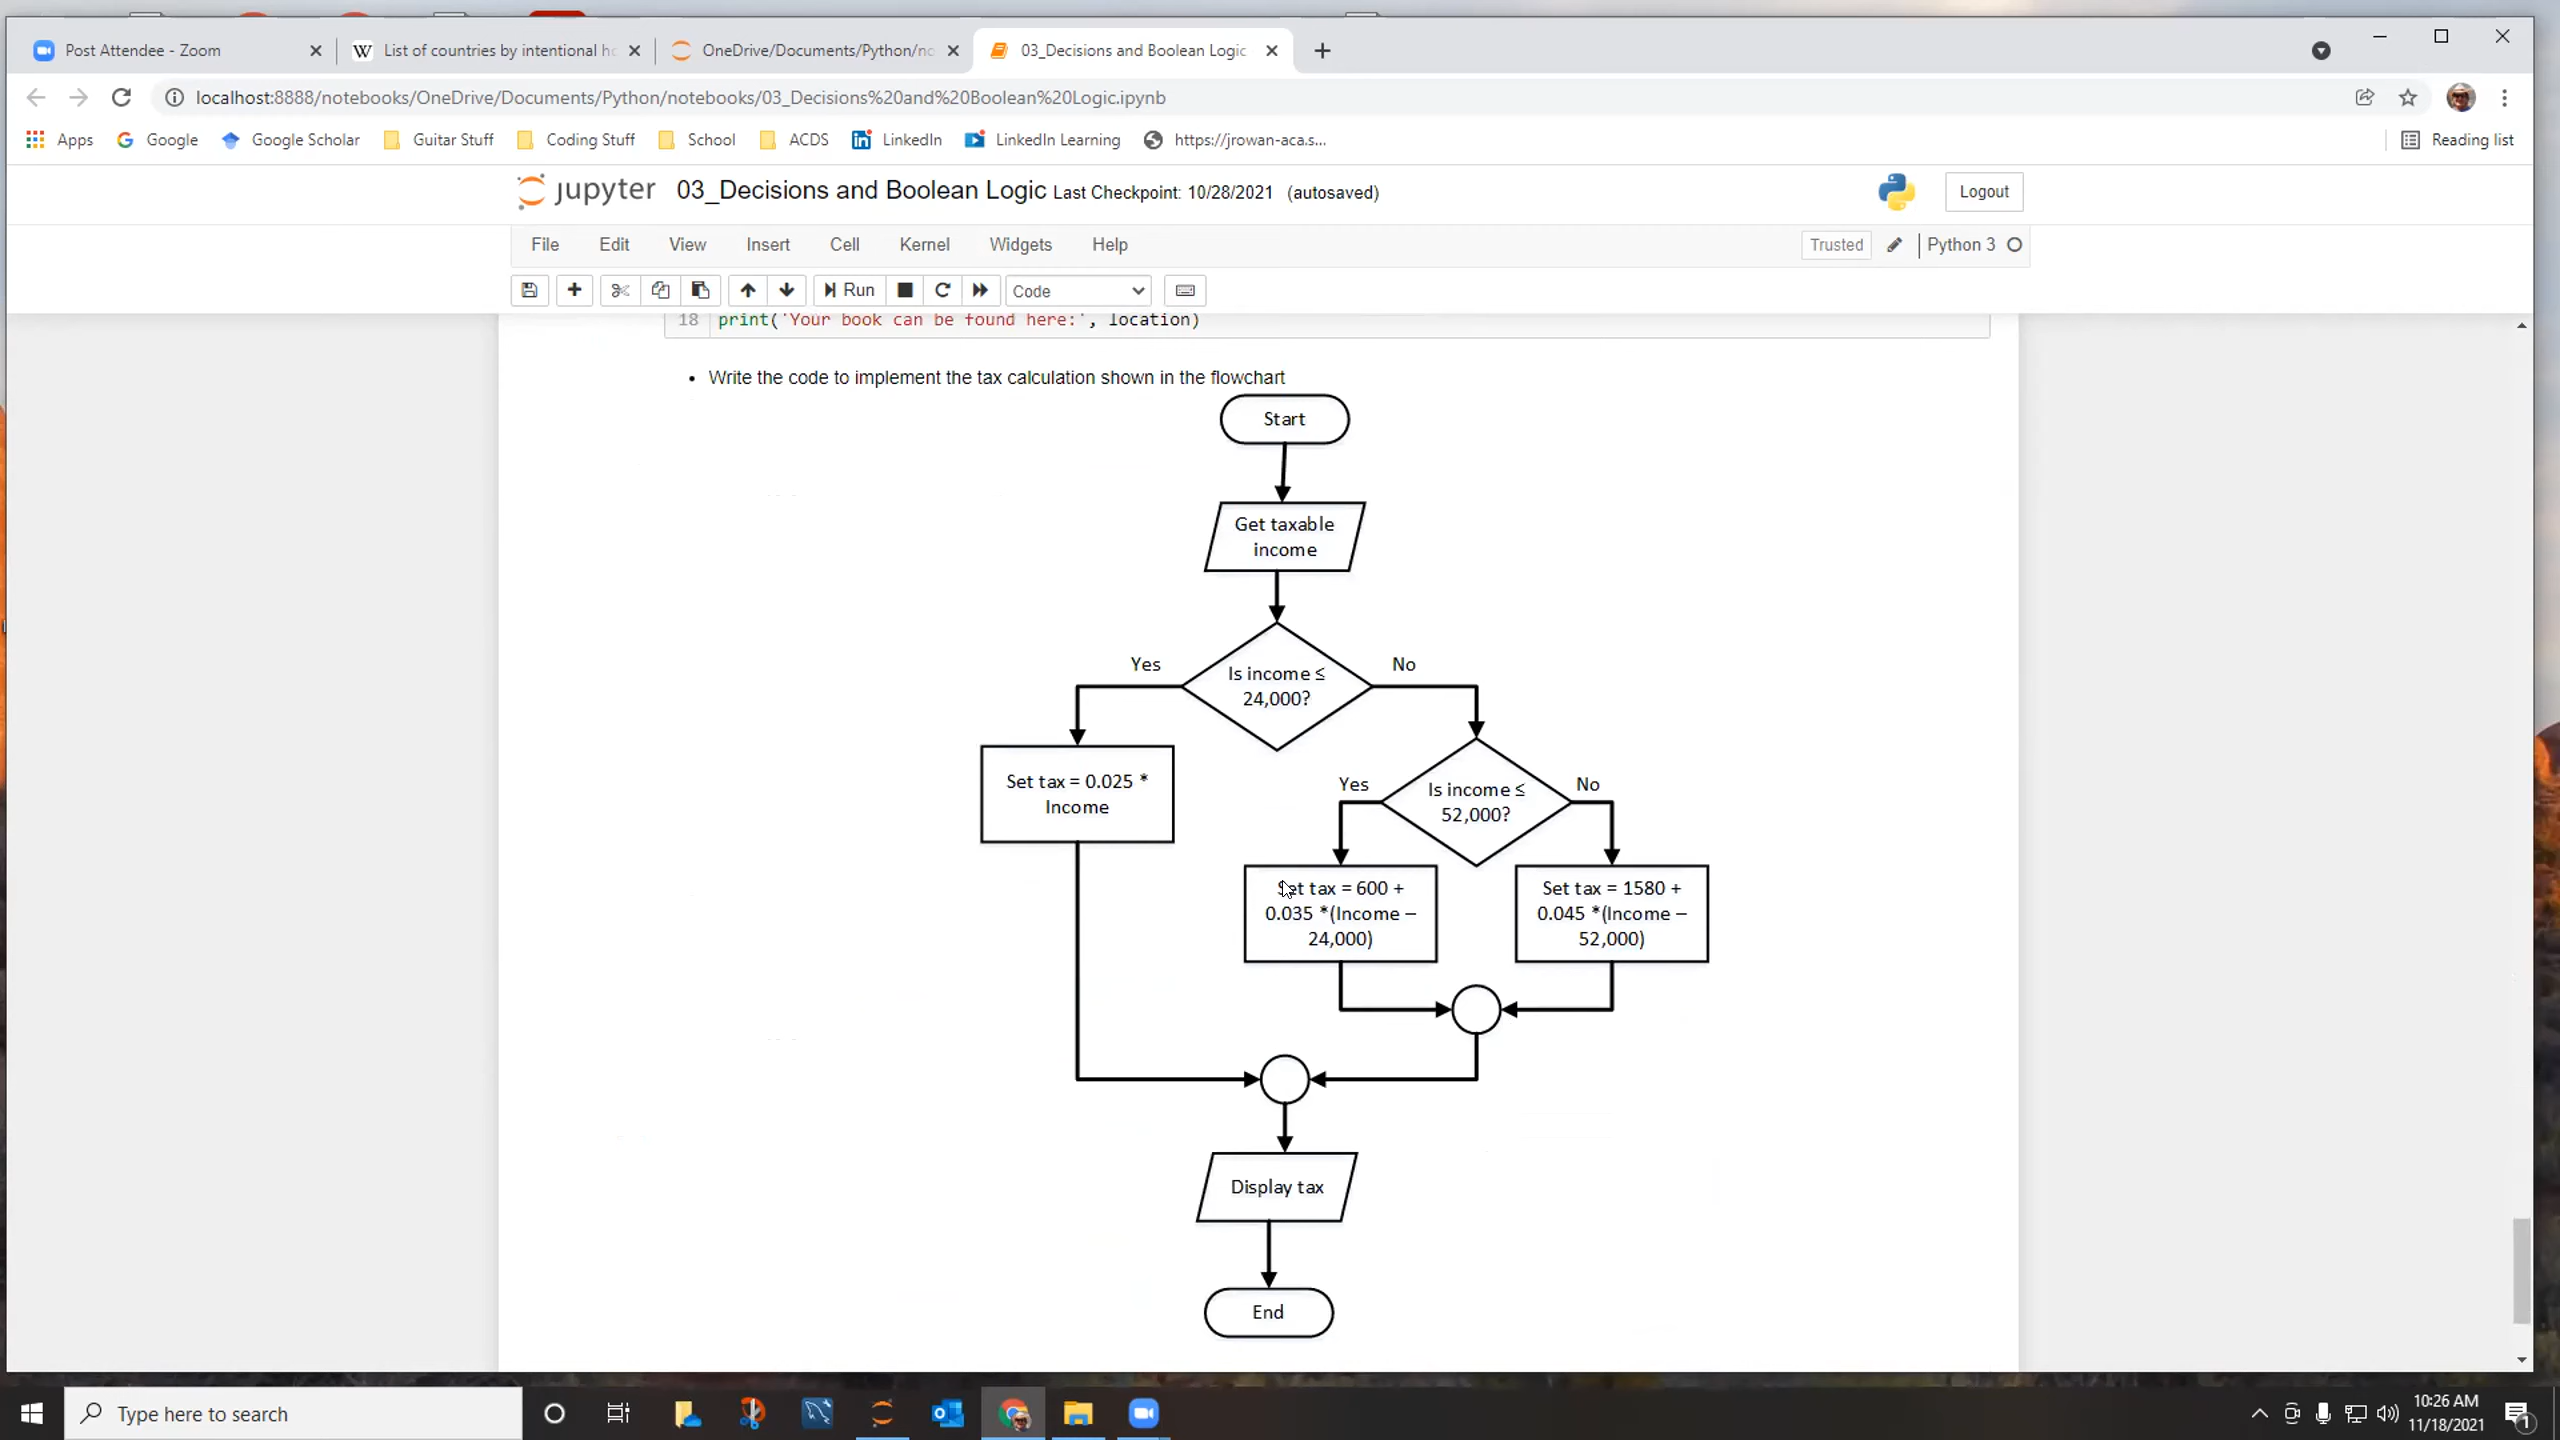 Post Attendee - Zoom
List of countries by intentional ho
OneDrive/Documents/Python/no
03_Decisions and Boolean Logic
localhost:8888/notebooks/OneDrive/Documents/Python/notebooks/03_Decisions%20and%20Boolean%20Logic.ipynb
Apps Google Google Scholar Guitar Stuff Coding Stuff School ACDS LinkedIn LinkedIn Learning https://jrowan-aca.s... Reading list
jupyter 03_Decisions and Boolean Logic Last Checkpoint: 10/28/2021 (autosaved) Logout
File Edit View Insert Cell Kernel Widgets Help Trusted Python 3
Run Code
18 print('Your book can be found here:', location)
• Write the code to implement the tax calculation shown in the flowchart
Start
Get taxable
income
Yes
Is income ≤
24,000?
No
Set tax = 0.025 *
Income
Yes
Is income ≤
52,000?
No
Set tax = 600 +
0.035 *(Income –
24,000)
Set tax = 1580 +
0.045 *(Income –
52,000)
Display tax
End
Type here to search
10:26 AM
11/18/2021
1